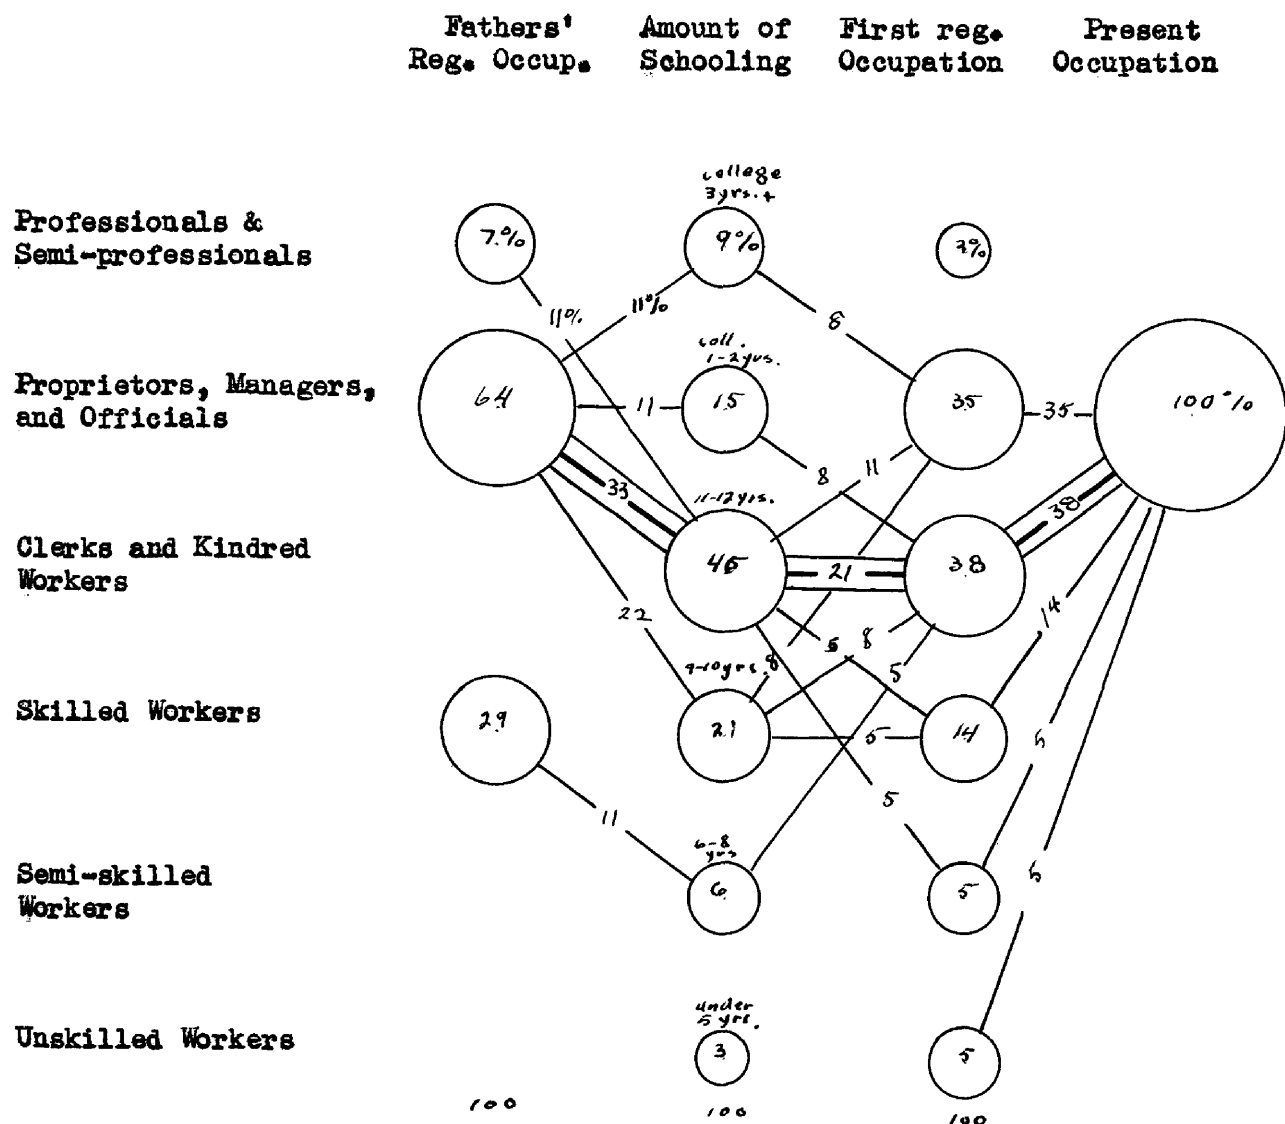 Fathers' Amount of First reg. Present
Reg. Occup. Schooling Occupation Occupation
college
3 yrs. +
Professionals &
Semi-professionals
7% 9% 3%
11% 11% 8
coll.
1-2 yrs.
Proprietors, Managers,
and Officials
64 11 15 35 35 100%
8 11
33 11-12 yrs. 38
Clerks and Kindred
Workers
45 21 38
22 5 8 14
9-10 yrs. 8 5
Skilled Workers
29 21 5 14 5
11 5
6-8
yrs
Semi-skilled
Workers
6 5 5
under
5 yrs.
Unskilled Workers
3 5
100 100 100